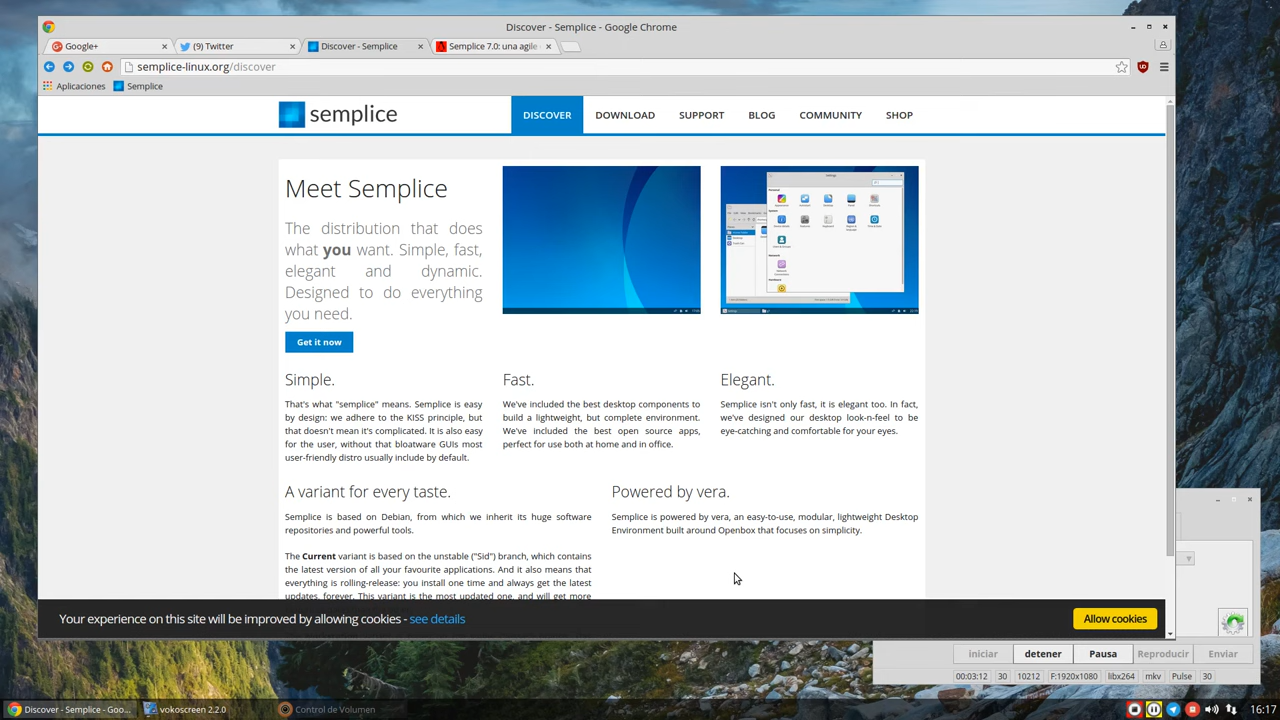 Discover - Semplice - Google Chrome
Google+
(9) Twitter
Discover - Semplice
Semplice 7.0: una agile
semplice-linux.org/discover
Aplicaciones
Semplice
semplice
DISCOVER
DOWNLOAD
SUPPORT
BLOG
COMMUNITY
SHOP
Meet Semplice
The distribution that does
what you want. Simple, fast,
elegant and dynamic.
Designed to do everything
you need.
Get it now
Simple.
That's what "semplice" means. Semplice is easy
by design: we adhere to the KISS principle, but
that doesn't mean it's complicated. It is also easy
for the user, without that bloatware GUIs most
user-friendly distro usually include by default.
Fast.
We've included the best desktop components to
build a lightweight, but complete environment.
We've included the best open source apps,
perfect for use both at home and in office.
Elegant.
Semplice isn't only fast, it is elegant too. In fact,
we've designed our desktop look-n-feel to be
eye-catching and comfortable for your eyes.
A variant for every taste.
Semplice is based on Debian, from which we inherit its huge software
repositories and powerful tools.
The Current variant is based on the unstable ("Sid") branch, which contains
the latest version of all your favourite applications. And it also means that
everything is rolling-release: you install one time and always get the latest
updates, forever. This variant is the most updated one, and will get more
Powered by vera.
Semplice is powered by vera, an easy-to-use, modular, lightweight Desktop
Environment built around Openbox that focuses on simplicity.
Your experience on this site will be improved by allowing cookies - see details
Allow cookies
iniciar
detener
Pausa
Reproducir
Enviar
00:03:12
30
10212
F:1920x1080
libx264
mkv
Pulse
30
Discover - Semplice - Goo...
vokoscreen 2.2.0
Control de Volumen
16:17